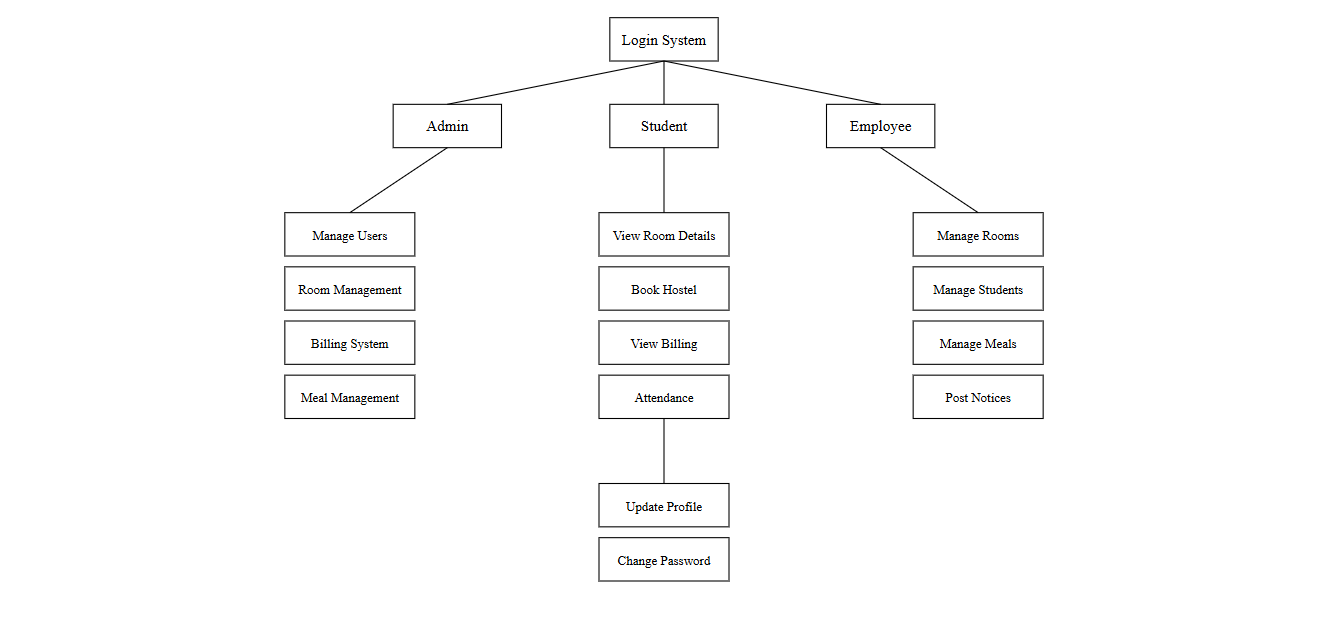 Login System
Admin
Student
Employee
Manage Users
View Room Details
Manage Rooms
Room Management
Book Hostel
Manage Students
Billing System
View Billing
Manage Meals
Meal Management
Attendance
Post Notices
Update Profile
Change Password